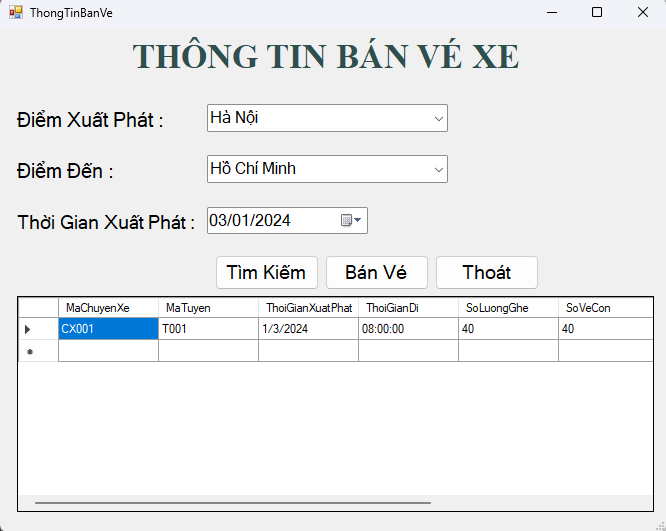 ThongTinBanVe
THÔNG TIN BÁN VÉ XE
Điểm Xuất Phát : Hà Nội
Điểm Đến : Hồ Chí Minh
Thời Gian Xuất Phát : 03/01/2024
Tìm Kiếm Bán Vé Thoát
MaChuyenXe MaTuyen ThoiGianXuatPhat ThoiGianDi SoLuongGhe SoVeCon
CX001 T001 1/3/2024 08:00:00 40 40